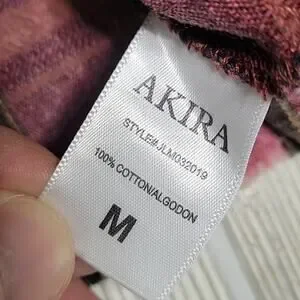 AKIRA
STYLE#JLM032019
100% COTTON/ALGODON
M